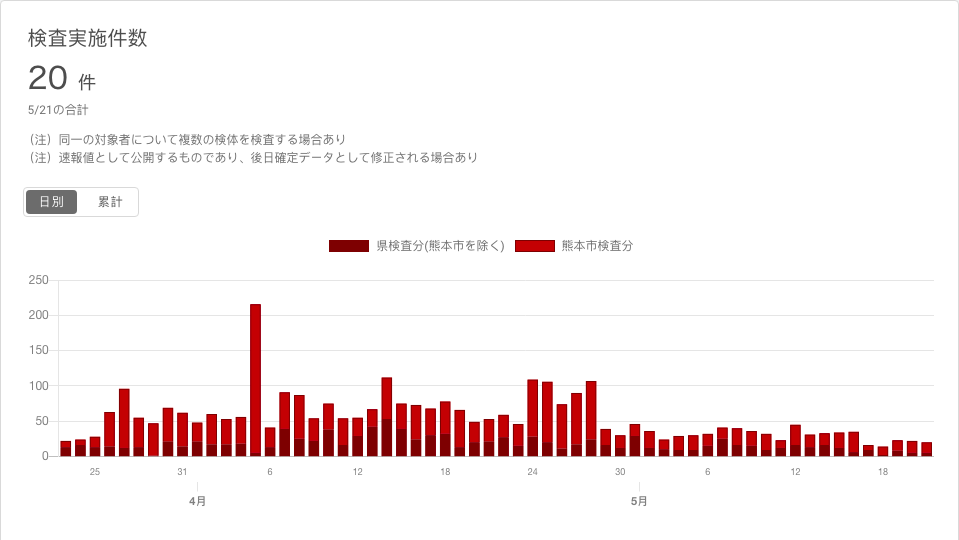 検査実施件数
20 件
5/21の合計
（注）同一の対象者について複数の検体を検査する場合あり
（注）速報値として公開するものであり、後日確定データとして修正される場合あり
日別 累計
県検査分(熊本市を除く) 熊本市検査分
250
200
150
100
50
0
25 31 6 12 18 24 30 6 12 18
4月 5月